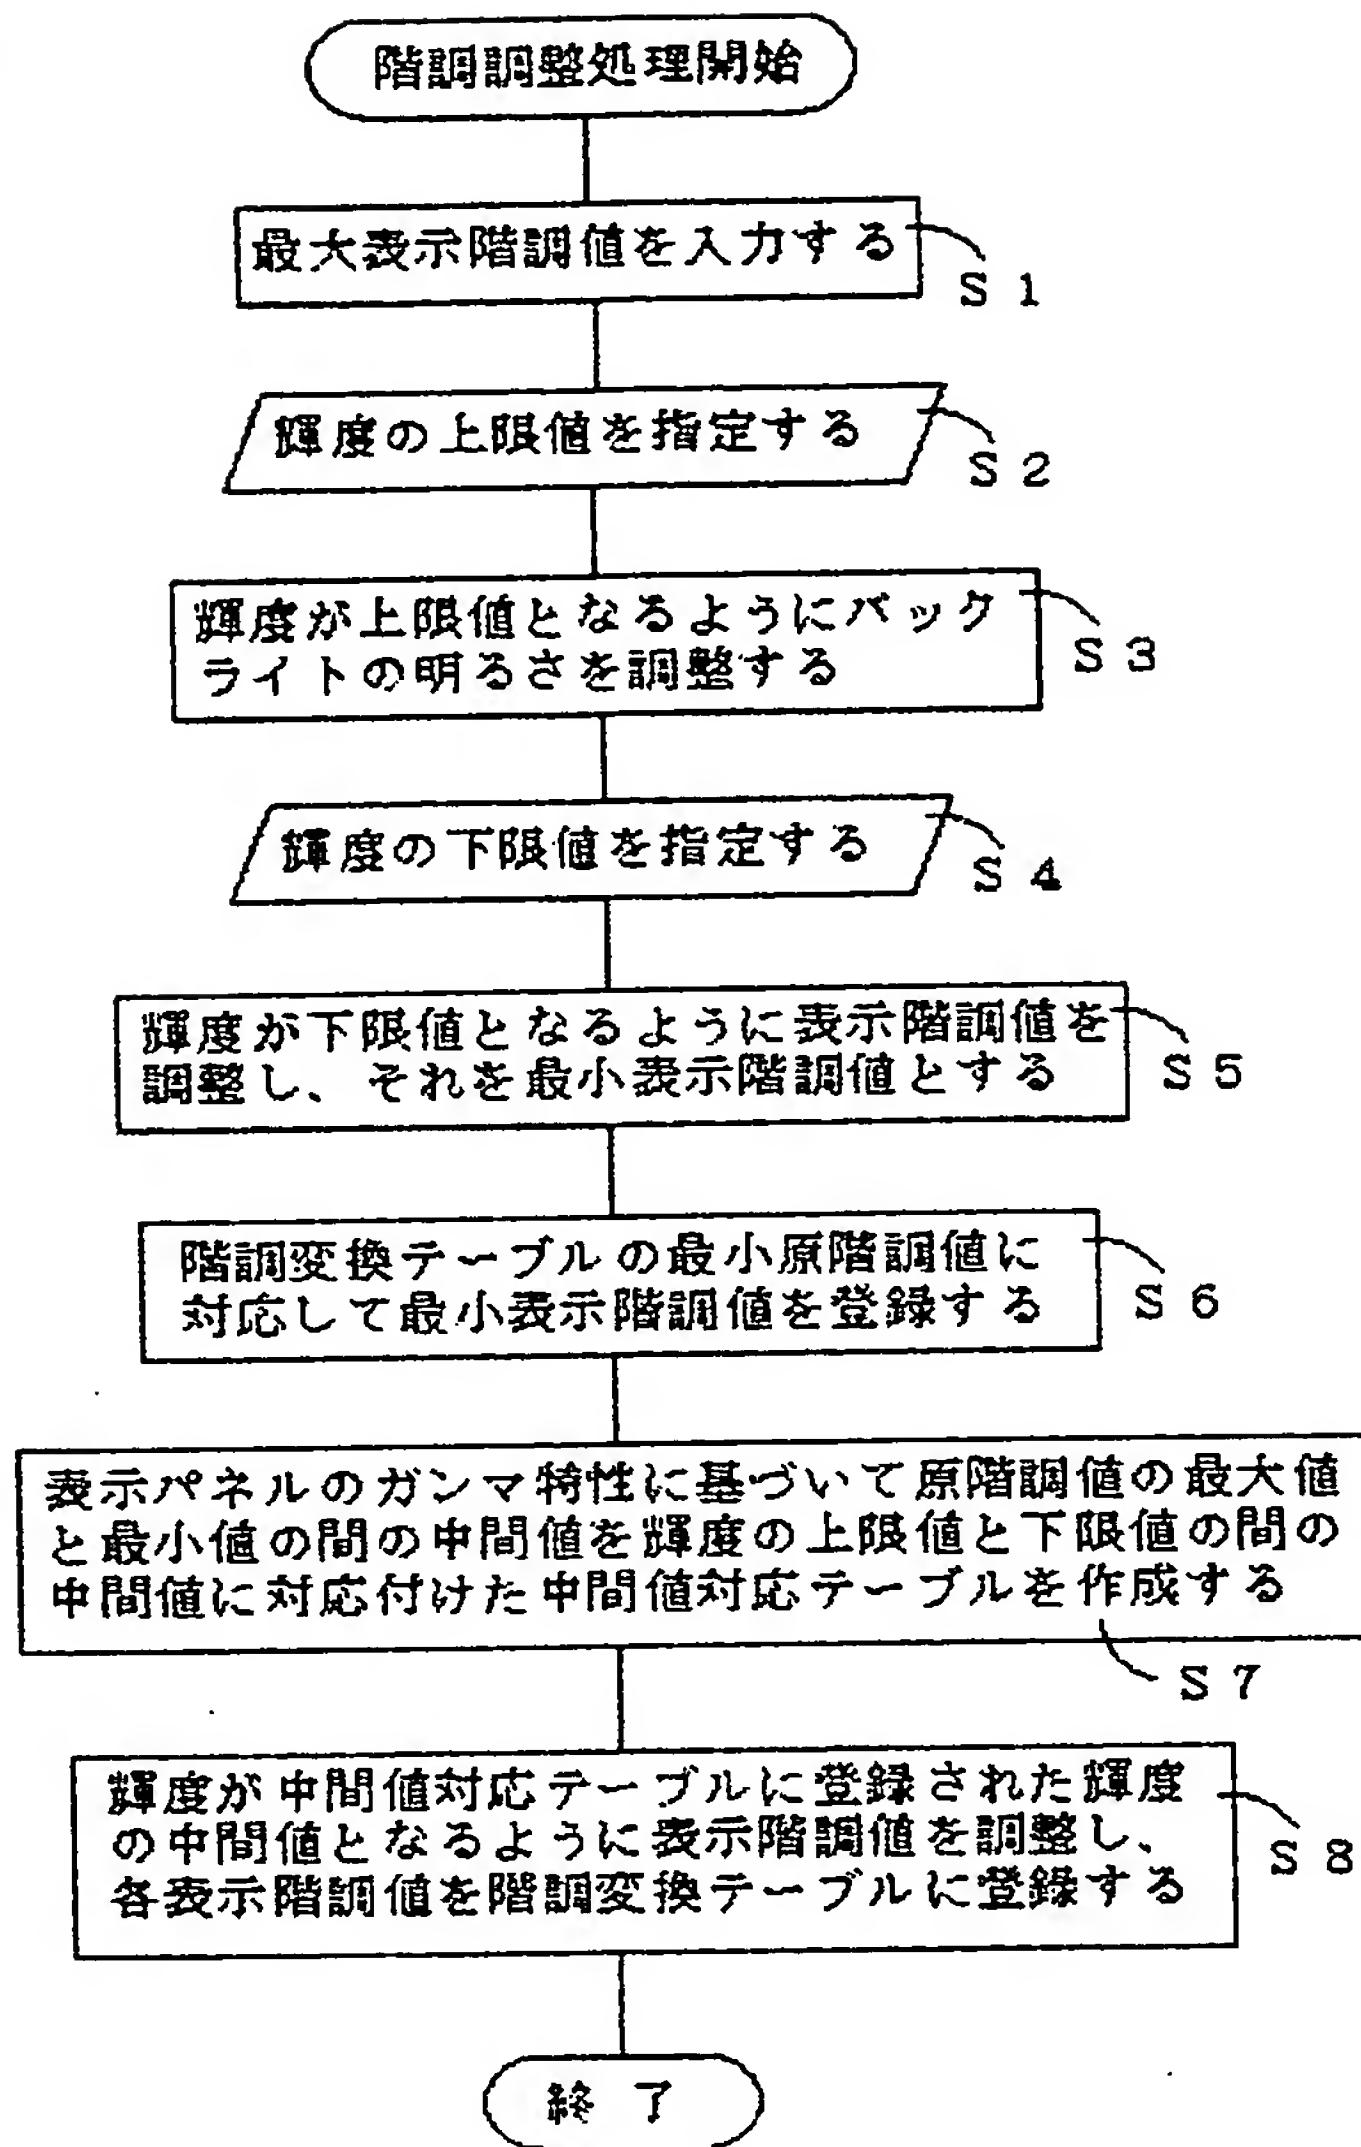 階調調整処理開始
最大表示階調値を入力する
S1
輝度の上限値を指定する
S2
輝度が上限値となるようにバック
ライトの明るさを調整する
S3
輝度の下限値を指定する
S4
輝度が下限値となるように表示階調値を
調整し、それを最小表示階調値とする
S5
階調変換テーブルの最小原階調値に
対応して最小表示階調値を登録する
S6
表示パネルのガンマ特性に基づいて原階調値の最大値
と最小値の間の中間値を輝度の上限値と下限値の間の
中間値に対応付けた中間値対応テーブルを作成する
S7
輝度が中間値対応テーブルに登録された輝度
の中間値となるように表示階調値を調整し、
各表示階調値を階調変換テーブルに登録する
S8
終了